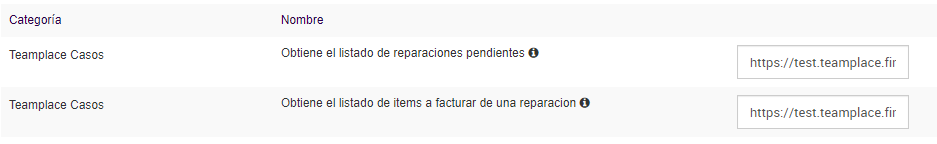 Categoría Nombre
Teamplace Casos Obtiene el listado de reparaciones pendientes https://test.teamplace.fir
Teamplace Casos Obtiene el listado de items a facturar de una reparacion https://test.teamplace.fir